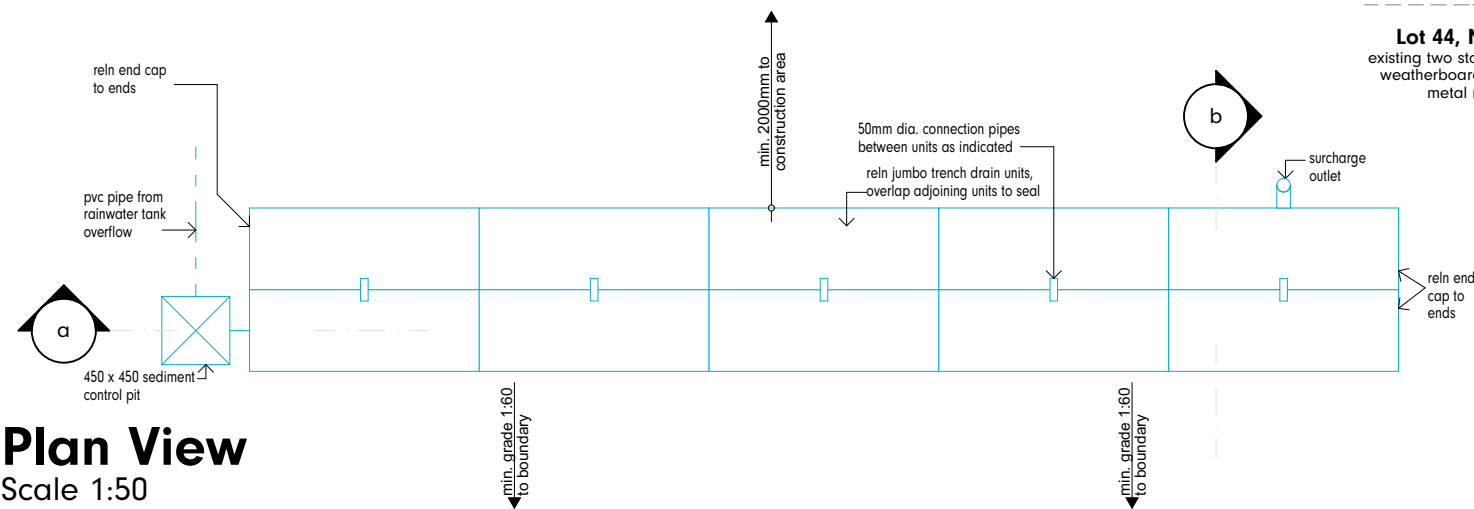 Lot 44,
existing two
weatherboard
metal
reln end cap
to ends
min. 2000mm to
construction area
b
50mm dia. connection pipes
between units as indicated
surcharge
outlet
reln jumbo trench drain units,
overlap adjoining units to seal
pvc pipe from
rainwater tank
overflow
reln end
cap to
ends
a
450 x 450 sediment
control pit
min. grade 1:60
to boundary
min. grade 1:60
to boundary
Plan View
Scale 1:50